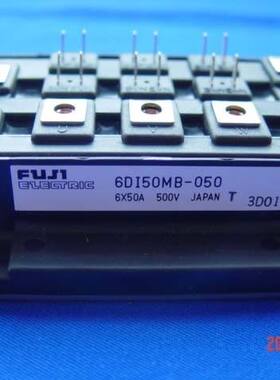 FUJI ELECTRIC
6DI50MB-050
6X50A 500V JAPAN T 3D01